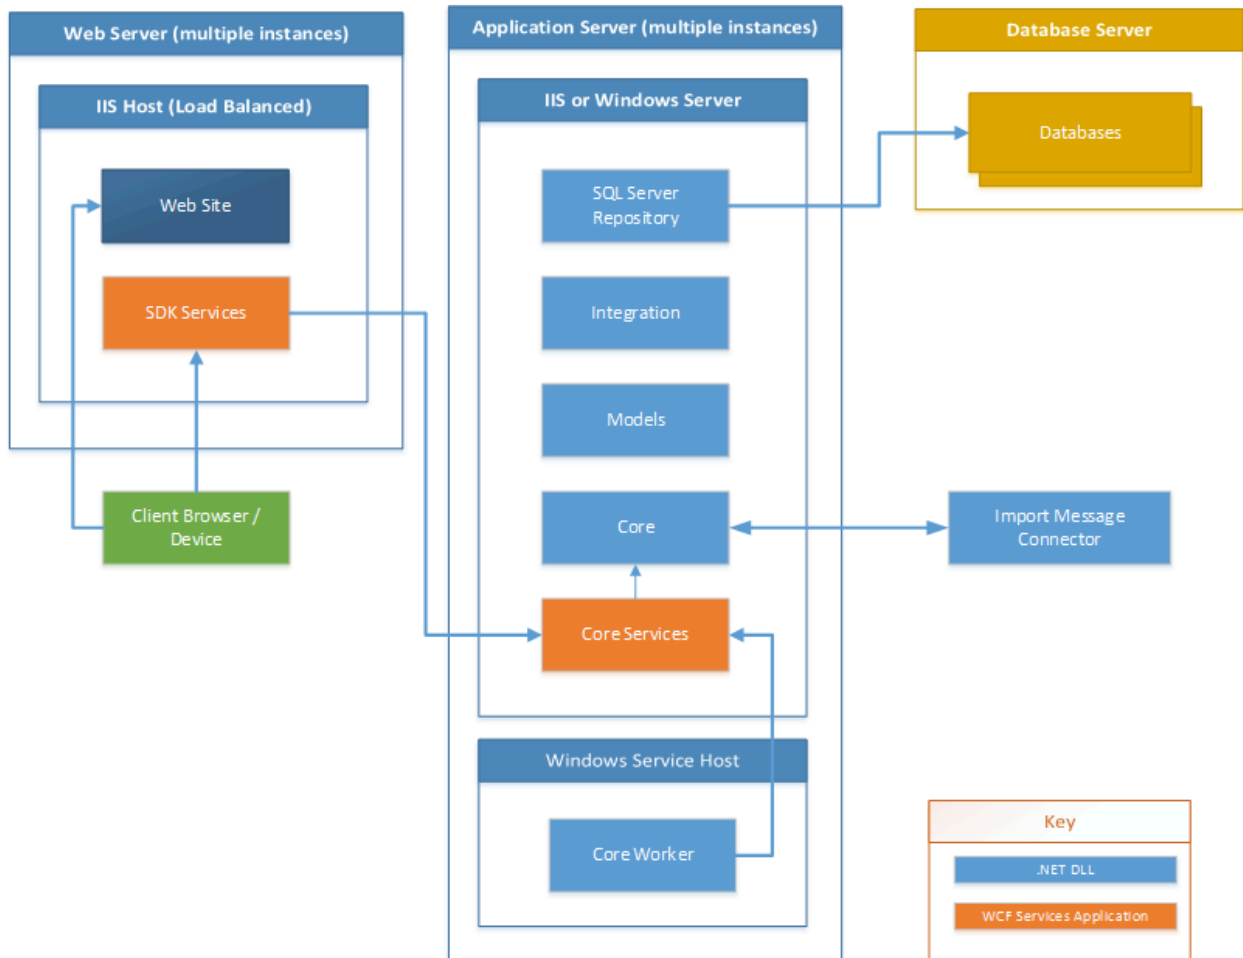 Web Server (multiple instances)
IIS Host (Load Balanced)
Web Site
SDK Services
Client Browser /
Device
Application Server (multiple instances)
IIS or Windows Server
SQL Server
Repository
Integration
Models
Core
Core Services
Windows Service Host
Core Worker
Database Server
Databases
Import Message
Connector
Key
.NET DLL
WCF Services Application